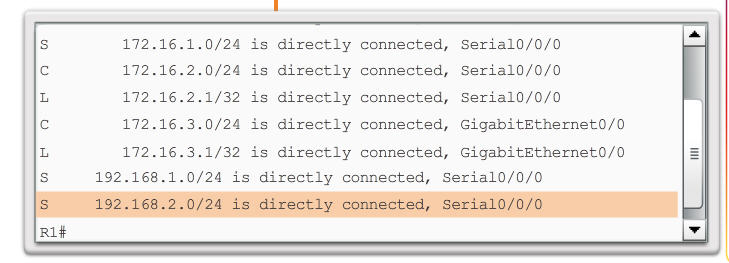 S        172.16.1.0/24 is directly connected, Serial0/0/0
C        172.16.2.0/24 is directly connected, Serial0/0/0
L        172.16.2.1/32 is directly connected, Serial0/0/0
C        172.16.3.0/24 is directly connected, GigabitEthernet0/0
L        172.16.3.1/32 is directly connected, GigabitEthernet0/0
S     192.168.1.0/24 is directly connected, Serial0/0/0
S     192.168.2.0/24 is directly connected, Serial0/0/0
R1#